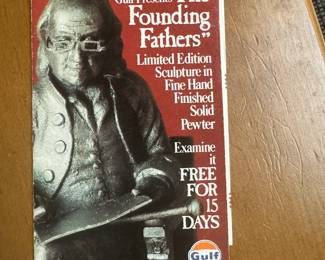 Gulf Presents "The
Founding
Fathers"
Limited Edition
Sculpture in
Fine Hand
Finished
Solid
Pewter
Examine
it
FREE
FOR
15
DAYS
Gulf